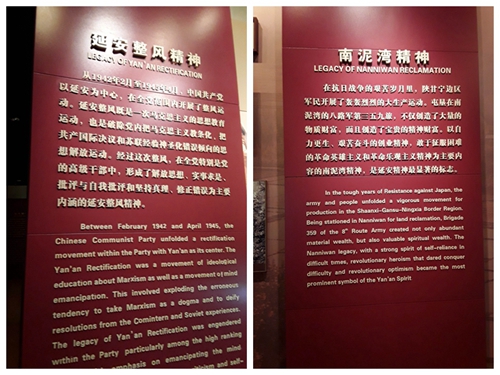 延安整风精神
LEGACY OF YAN'AN RECTIFICATION
从1942年2月至1945年4月，中国共产党
以延安为中心，在全党范围内开展了整风运
动。延安整风既是一次马克思主义的思想教育
运动，也是破除党内把马克思主义教条化、把
共产国际决议和苏联经验神圣化错误倾向的思
想解放运动。经过这次整风，在全党特别是党
的高级干部中，形成了解放思想、实事求是、
批评与自我批评和坚持真理、修正错误为主要
内涵的延安整风精神。
Between February 1942 and April 1945, the
Chinese Communist Party unfolded a rectification
movement within the Party with Yan'an as its center. The
Yan'an Rectification was a movement of ideological
education about Marxism as well as a movement of mind
emancipation. This involved exploding the erroneous
tendency to take Marxism as a dogma and to deify
resolutions from the Comintern and Soviet experiences.
The legacy of Yan'an Rectification was engendered
within the Party particularly among the high ranking
emphasis on emancipating the mind
and self-
南泥湾精神
LEGACY OF NANNIWAN RECLAMATION
在抗日战争的艰苦岁月里，陕甘宁边区
军民开展了轰轰烈烈的大生产运动。屯垦在南
泥湾的八路军第三五九旅，不仅创造了大量的
物质财富，而且创造了宝贵的精神财富。以自
力更生、艰苦奋斗的创业精神，敢于征服困难
的革命英雄主义和革命乐观主义精神为主要内容
的南泥湾精神，是延安精神最显著的标志。
In the tough years of Resistance against Japan, the
army and people unfolded a vigorous movement for
production in the Shaanxi-Gansu-Ningxia Border Region.
Being stationed in Nanniwan for land reclamation, Brigade
359 of the 8th Route Army created not only abundant
material wealth, but also valuable spiritual wealth. The
Nanniwan legacy, with a strong spirit of self-reliance in
difficult times, revolutionary heroism that dared conquer
difficulty and revolutionary optimism became the most
prominent symbol of the Yan'an Spirit